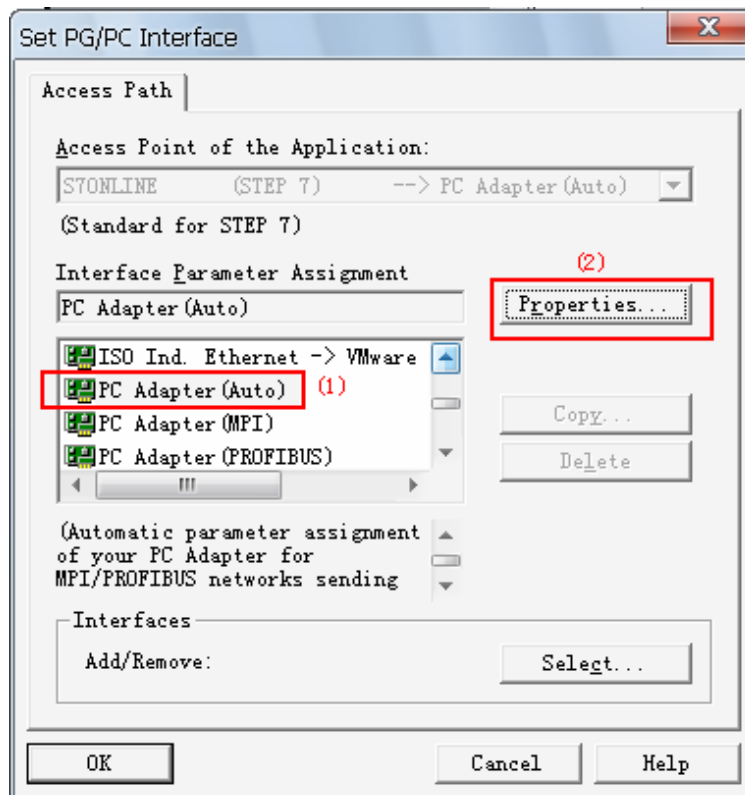 Set PG/PC Interface
Access Path
Access Point of the Application:
S7ONLINE (STEP 7) --> PC Adapter(Auto)
(Standard for STEP 7)
Interface Parameter Assignment
(2)
PC Adapter(Auto)
Properties...
ISO Ind. Ethernet -> VMware
PC Adapter(Auto) (1)
PC Adapter(MPI)
Copy...
PC Adapter(PROFIBUS)
Delete
(Automatic parameter assignment
of your PC Adapter for
MPI/PROFIBUS networks sending
Interfaces
Add/Remove:
Select...
OK
Cancel
Help